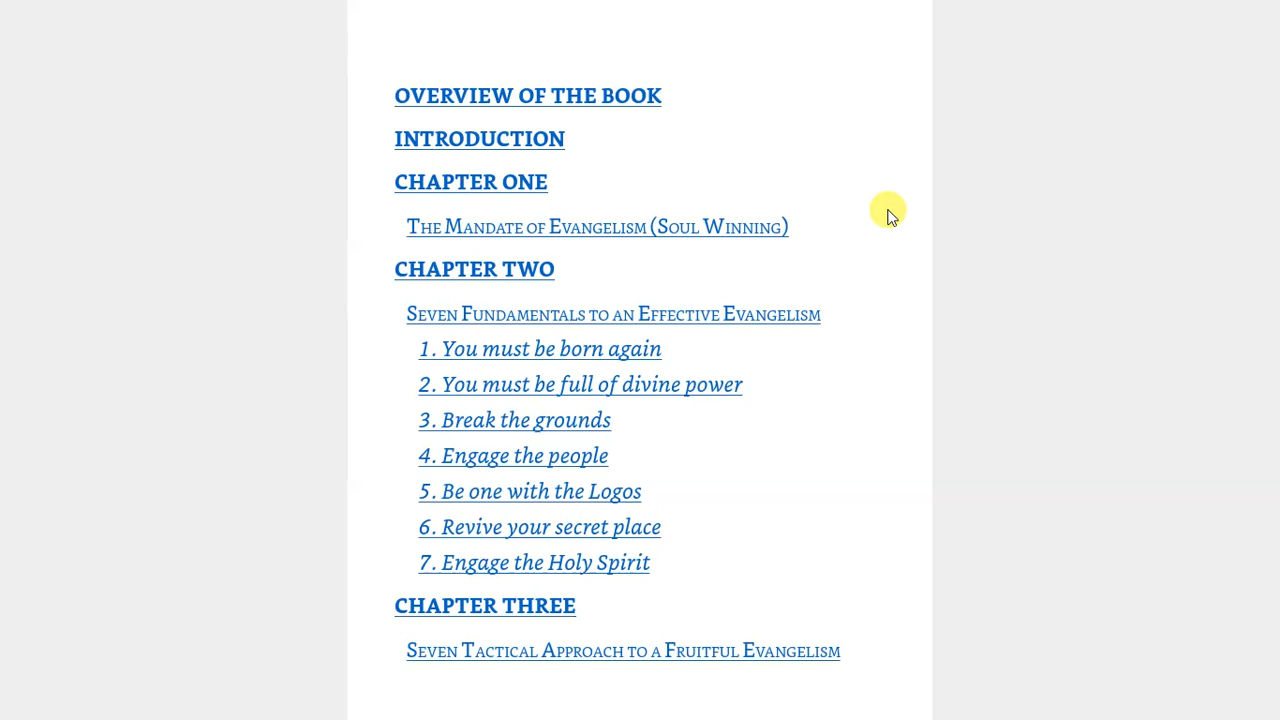 OVERVIEW OF THE BOOK
INTRODUCTION
CHAPTER ONE
The Mandate of Evangelism (Soul Winning)
CHAPTER TWO
Seven Fundamentals to an Effective Evangelism
1. You must be born again
2. You must be full of divine power
3. Break the grounds
4. Engage the people
5. Be one with the Logos
6. Revive your secret place
7. Engage the Holy Spirit
CHAPTER THREE
Seven Tactical Approach to a Fruitful Evangelism